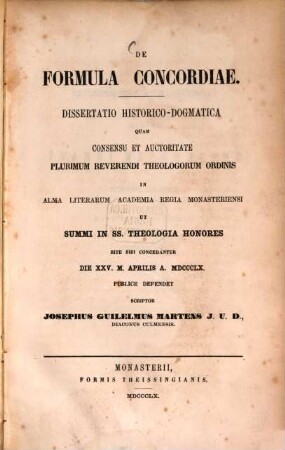 DE
FORMULA CONCORDIAE.
DISSERTATIO HISTORICO-DOGMATICA
QUAM
CONSENSU ET AUCTORITATE
PLURIMUM REVERENDI THEOLOGORUM ORDINIS
IN
ALMA LITERARUM ACADEMIA REGIA MONASTERIENSI
UT
SUMMI IN SS. THEOLOGIA HONORES
RITE SIBI CONCEDANTUR
DIE XXV. M. APRILIS A. MDCCCLX.
PUBLICE DEFENDET
SCRIPTOR
JOSEPHUS GUILELMUS MARTENS J. U. D.,
DIACONUS CULMENSIS.
MONASTERII,
FORMIS THEISSINGIANIS.
MDCCCLX.